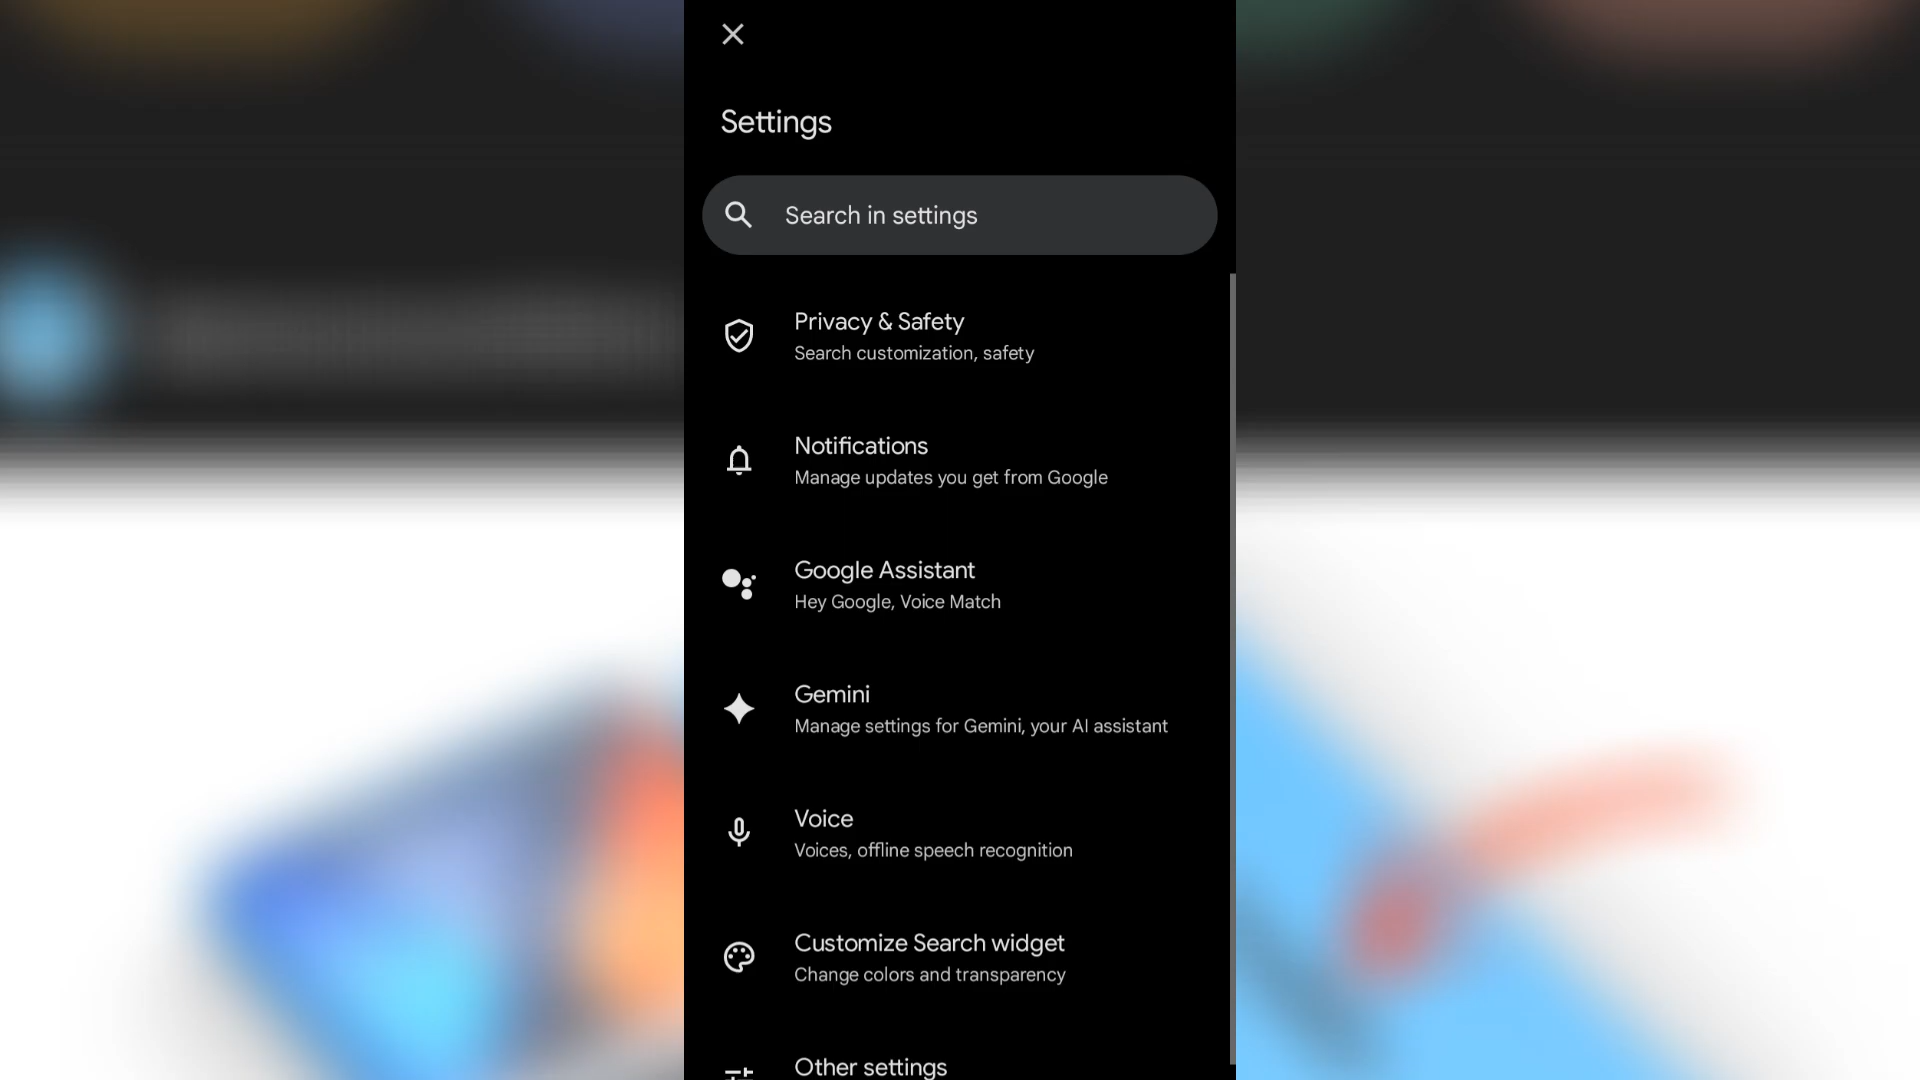 Settings
Search in settings
Privacy & Safety
Search customization, safety
Notifications
Manage updates you get from Google
Google Assistant
Hey Google, Voice Match
Gemini
Manage settings for Gemini, your AI assistant
Voice
Voices, offline speech recognition
Customize Search widget
Change colors and transparency
Other settings